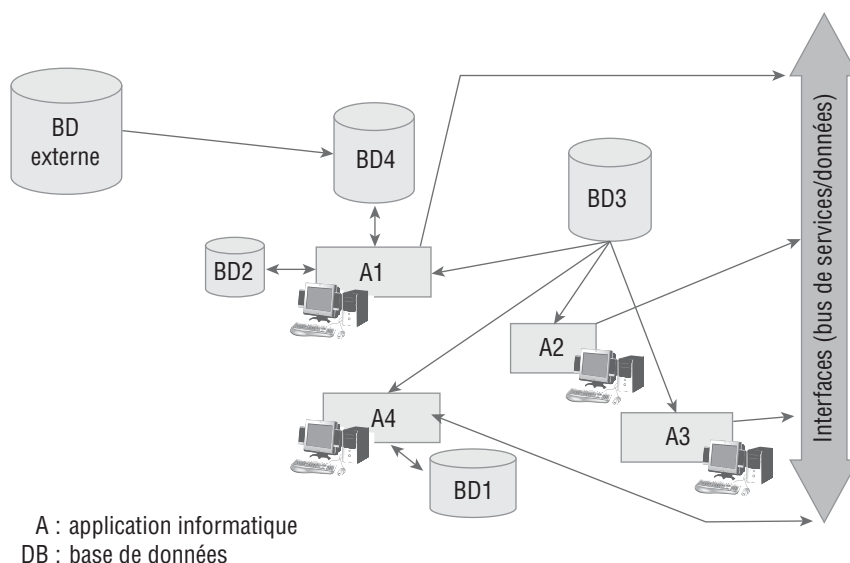 BD
externe
BD4
BD3
BD2
A1
A2
A4
A3
BD1
Interfaces (bus de services/données)
A : application informatique
DB : base de données